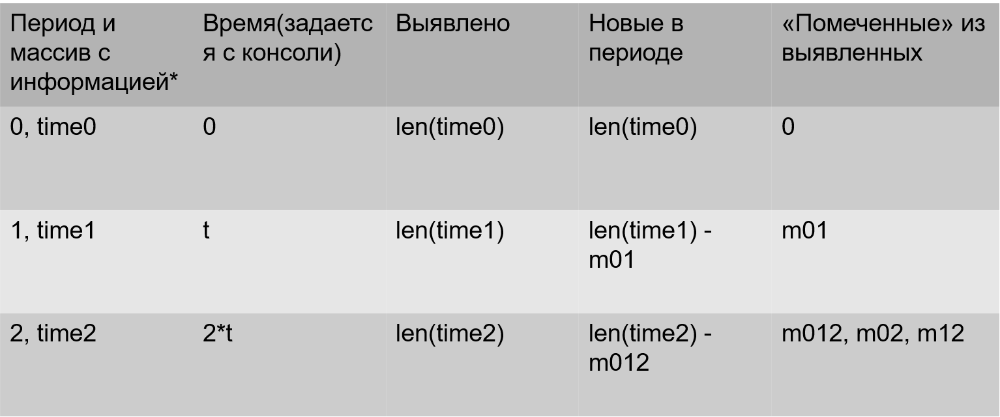 Период и
массив с
информацией*
Время(задаетс
я с консоли)
Выявлено
Новые в
периоде
«Помеченные» из
выявленных
0, time0
0
len(time0)
len(time0)
0
1, time1
t
len(time1)
len(time1) -
m01
m01
2, time2
2*t
len(time2)
len(time2) -
m012
m012, m02, m12